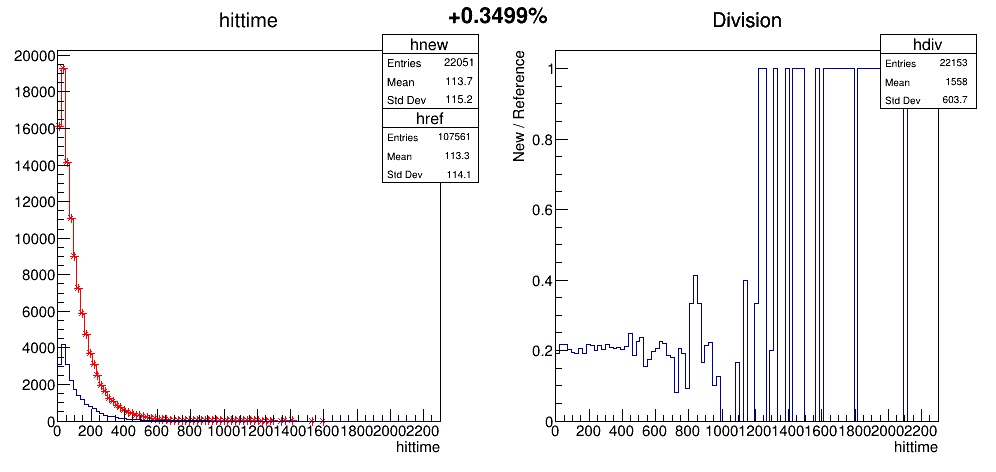 +0.3499%
hittime
hnew
Entries 22051
Mean 113.7
Std Dev 115.2
href
Entries 107561
Mean 113.3
Std Dev 114.1
20000
18000
16000
14000
12000
10000
8000
6000
4000
2000
0
0 200 400 600 800 1000 1200 1400 1600 1800 2000 2200
hittime
Division
hdiv
Entries 22153
Mean 1558
Std Dev 603.7
New / Reference
1
0.8
0.6
0.4
0.2
0
0 200 400 600 800 1000 1200 1400 1600 1800 2000 2200
hittime